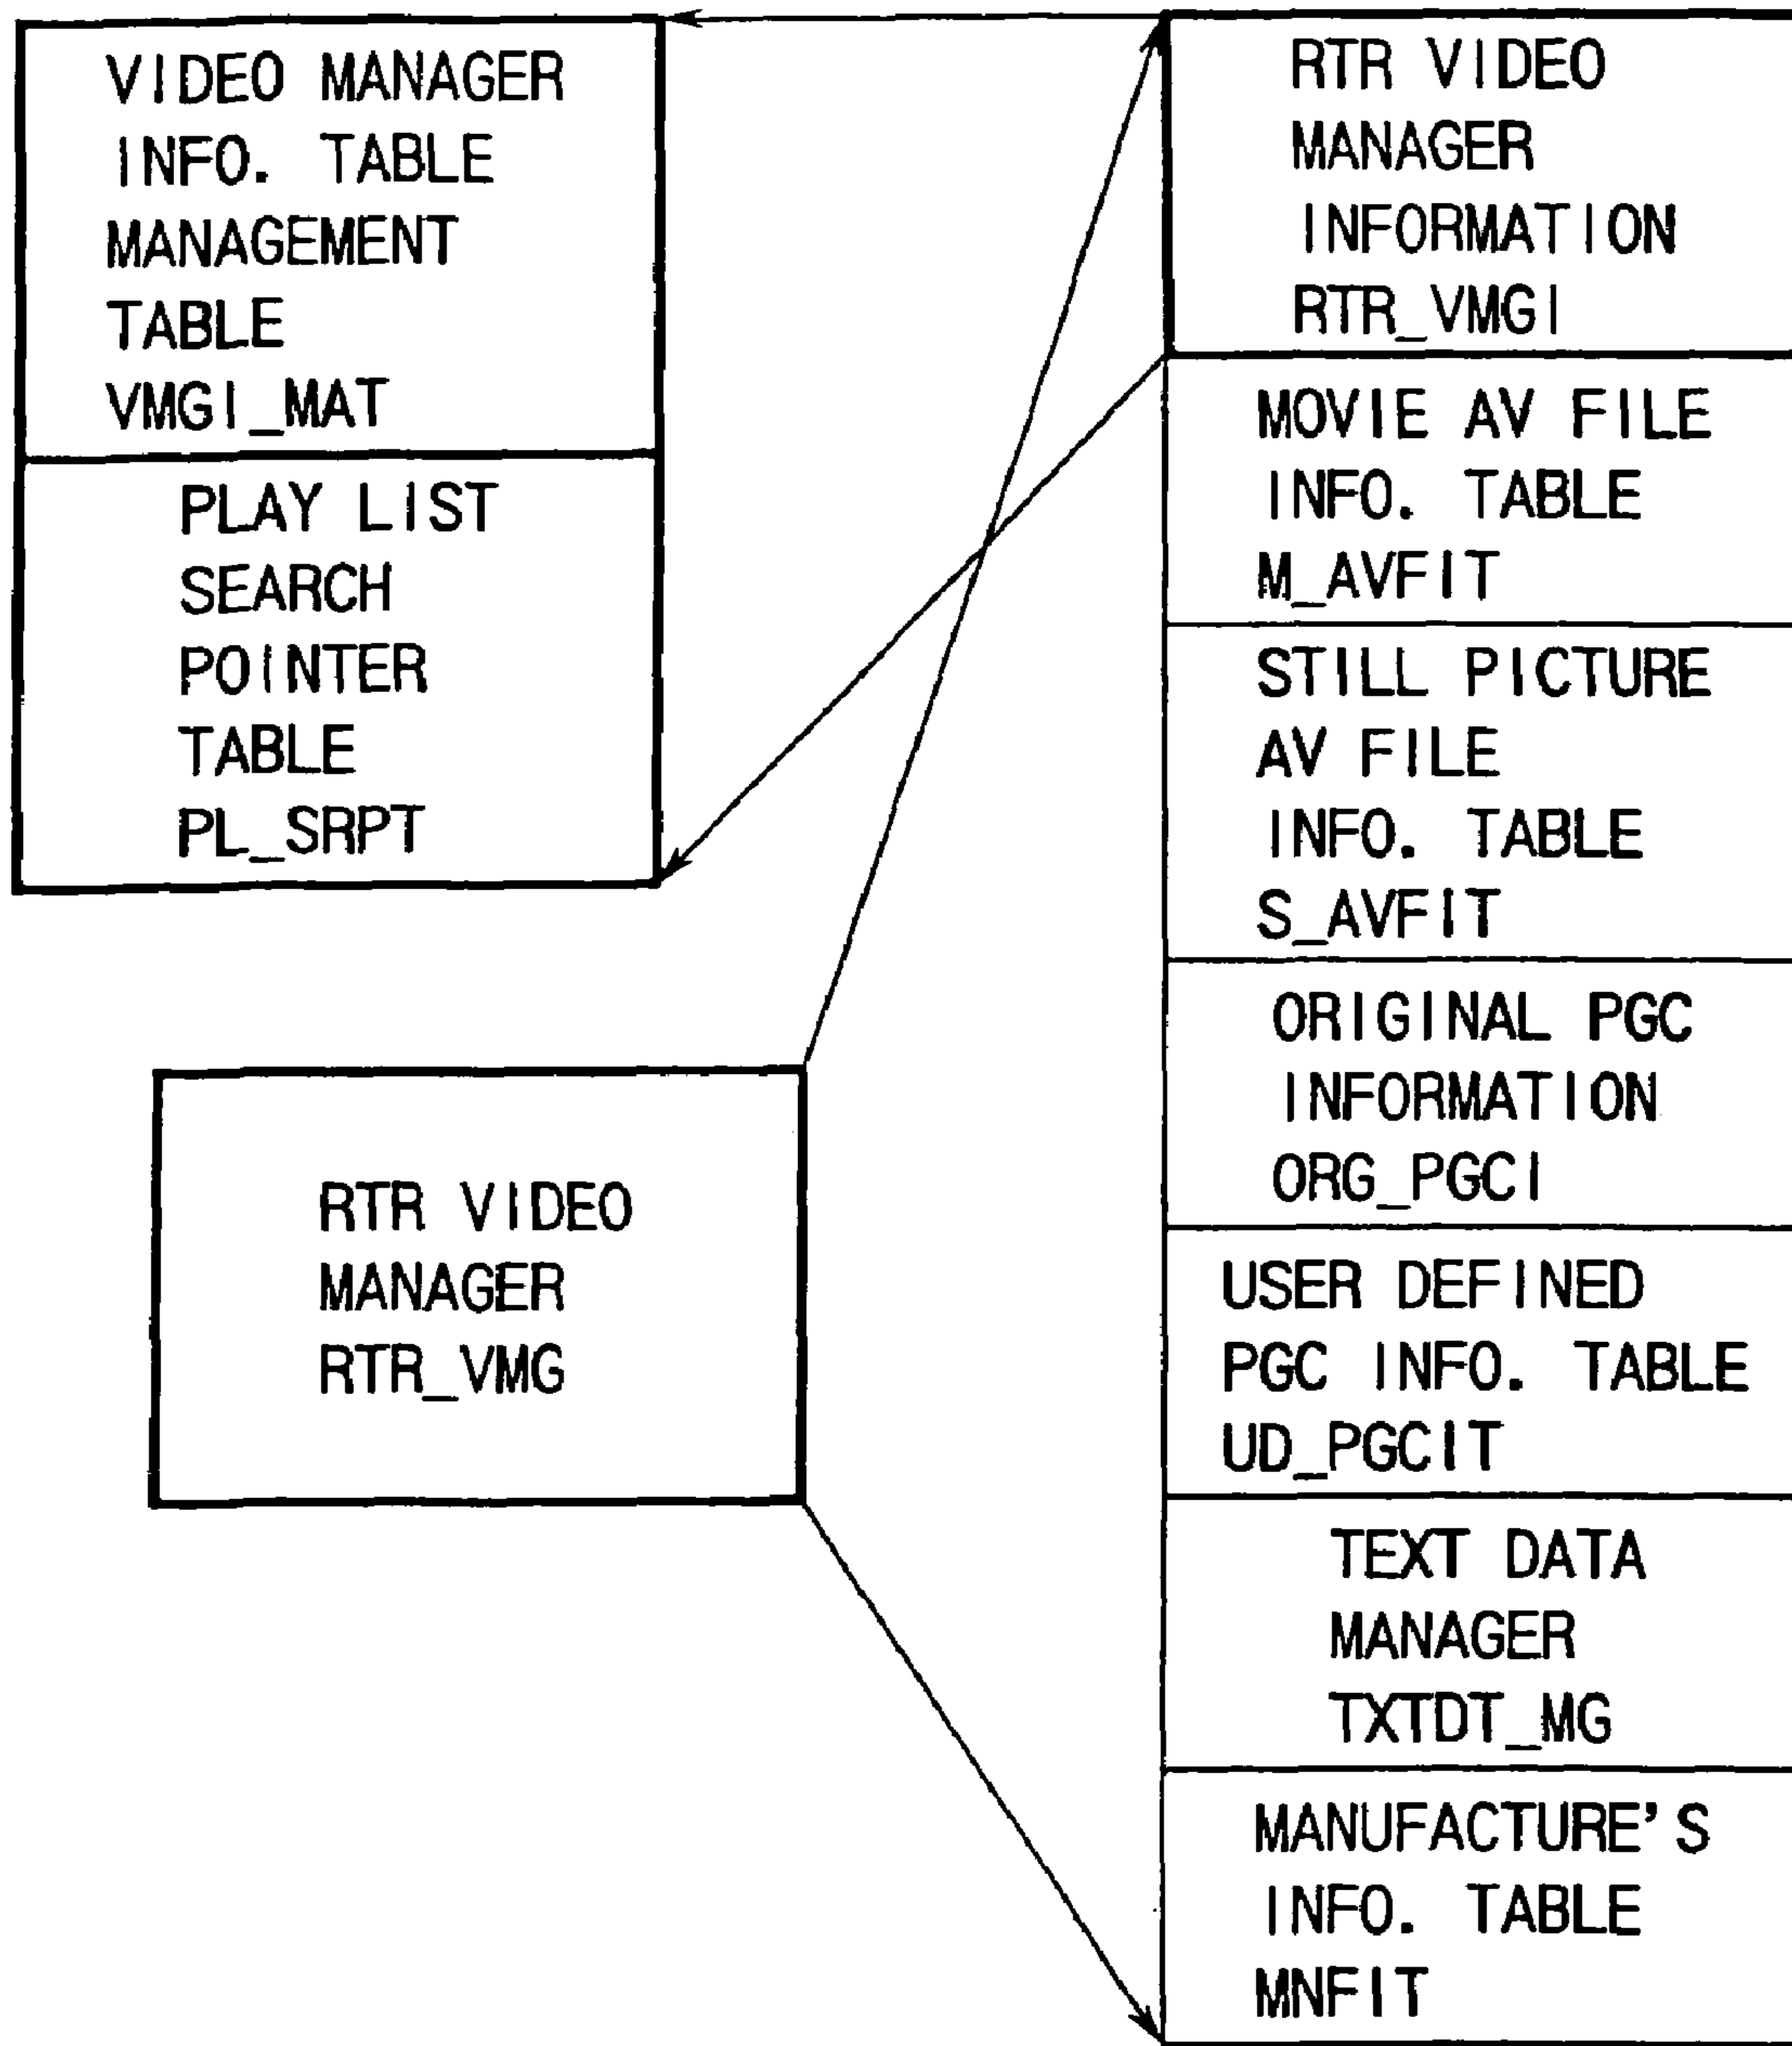 VIDEO MANAGER
INFO. TABLE
MANAGEMENT
TABLE
VMGI_MAT
PLAY LIST
SEARCH
POINTER
TABLE
PL_SRPT
RTR VIDEO
MANAGER
RTR_VMG
RTR VIDEO
MANAGER
INFORMATION
RTR_VMGI
MOVIE AV FILE
INFO. TABLE
M_AVFIT
STILL PICTURE
AV FILE
INFO. TABLE
S_AVFIT
ORIGINAL PGC
INFORMATION
ORG_PGCI
USER DEFINED
PGC INFO. TABLE
UD_PGCIT
TEXT DATA
MANAGER
TXTDT_MG
MANUFACTURE'S
INFO. TABLE
MNFIT